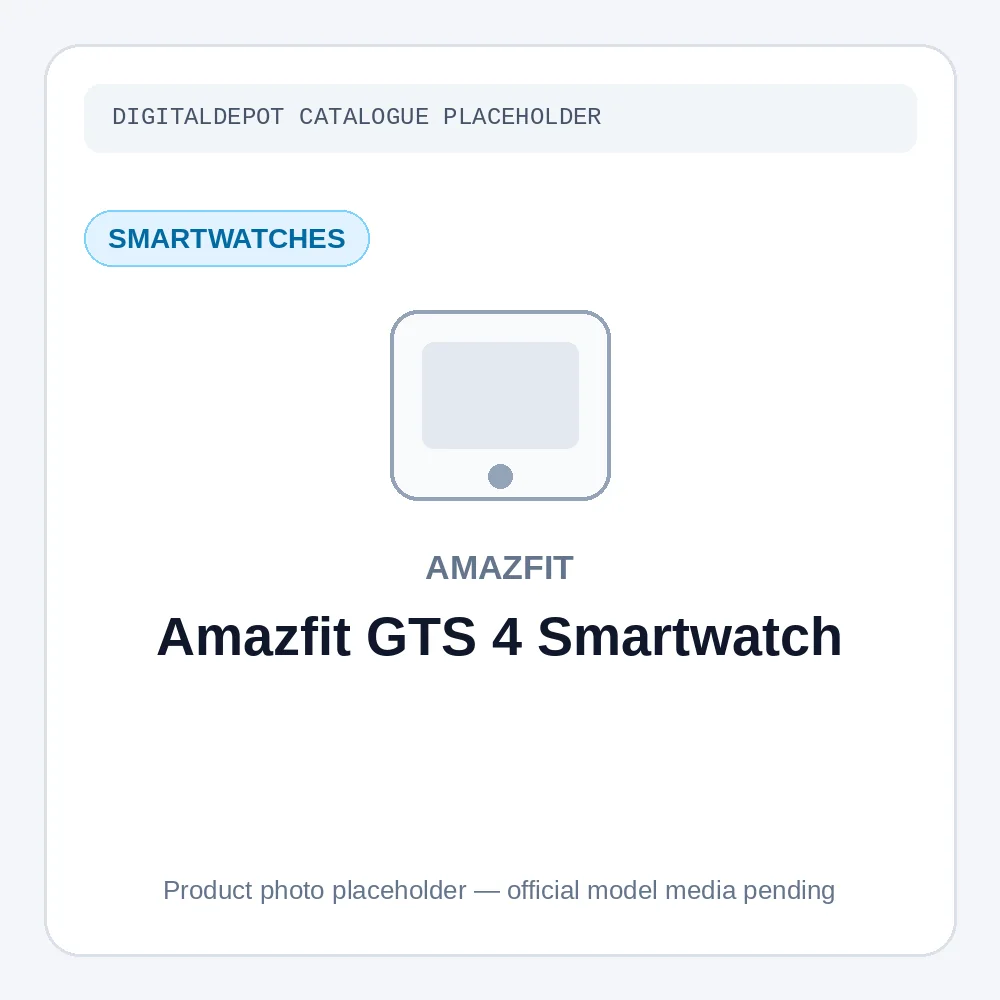 DIGITALDEPOT CATALOGUE PLACEHOLDER
SMARTWATCHES
AMAZFIT
Amazfit GTS 4 Smartwatch
Product photo placeholder — official model media pending